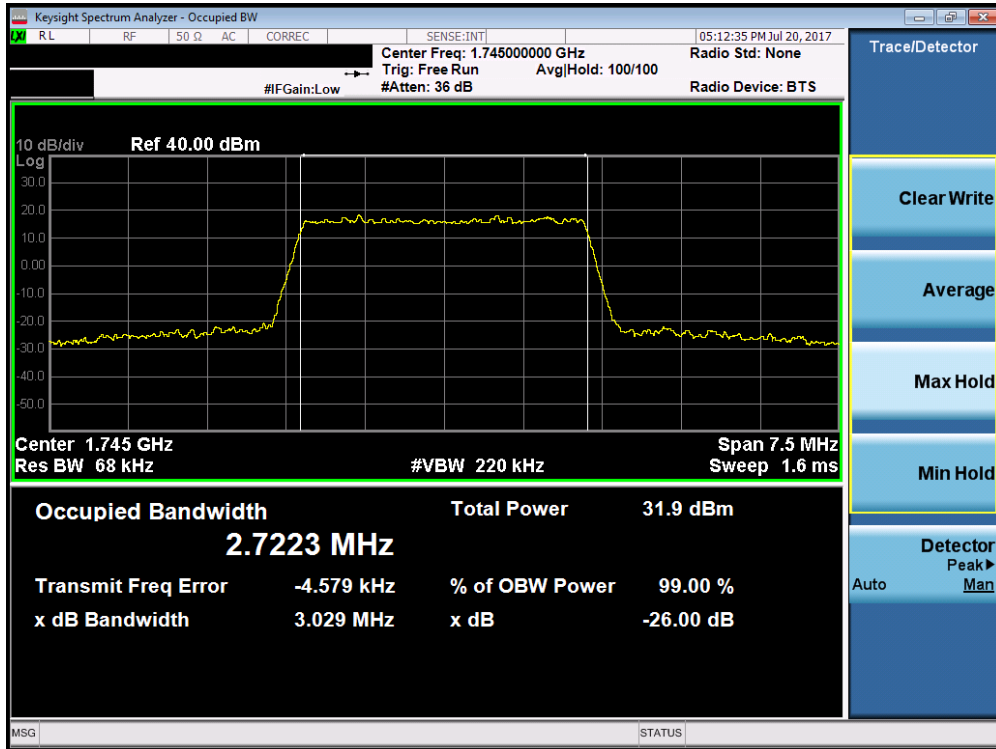 Keysight Spectrum Analyzer - Occupied BW
LXI RL RF 50 Ω AC CORREC SENSE:INT 05:12:35 PM Jul 20, 2017
Center Freq: 1.745000000 GHz Radio Std: None
Trig: Free Run Avg|Hold: 100/100
#IFGain:Low #Atten: 36 dB Radio Device: BTS
10 dB/div Ref 40.00 dBm
Log
30.0
20.0
10.0
0.00
-10.0
-20.0
-30.0
-40.0
-50.0
Center 1.745 GHz Span 7.5 MHz
Res BW 68 kHz #VBW 220 kHz Sweep 1.6 ms
Occupied Bandwidth Total Power 31.9 dBm
2.7223 MHz
Transmit Freq Error -4.579 kHz % of OBW Power 99.00 %
x dB Bandwidth 3.029 MHz x dB -26.00 dB
Trace/Detector
Clear Write
Average
Max Hold
Min Hold
Detector
Peak▶
Auto Man
MSG STATUS